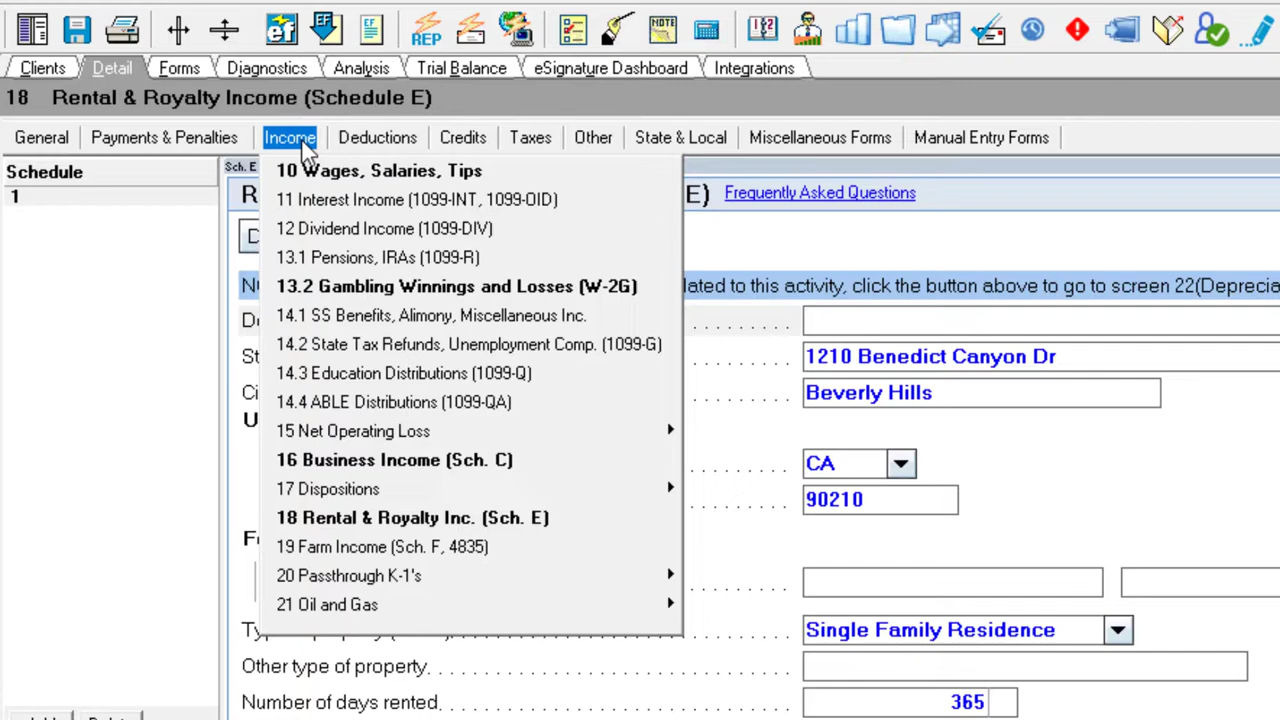 EF EF REP NOTE
Clients Detail Forms Diagnostics Analysis Trial Balance eSignature Dashboard Integrations
18 Rental & Royalty Income (Schedule E)
General Payments & Penalties Income Deductions Credits Taxes Other State & Local Miscellaneous Forms Manual Entry Forms
Schedule
1
Sch. E
E) Frequently Asked Questions
10 Wages, Salaries, Tips
11 Interest Income (1099-INT, 1099-OID)
12 Dividend Income (1099-DIV)
13.1 Pensions, IRAs (1099-R)
13.2 Gambling Winnings and Losses (W-2G)
14.1 SS Benefits, Alimony, Miscellaneous Inc.
14.2 State Tax Refunds, Unemployment Comp. (1099-G)
14.3 Education Distributions (1099-Q)
14.4 ABLE Distributions (1099-QA)
15 Net Operating Loss
16 Business Income (Sch. C)
17 Dispositions
18 Rental & Royalty Inc. (Sch. E)
19 Farm Income (Sch. F, 4835)
20 Passthrough K-1's
21 Oil and Gas
lated to this activity, click the button above to go to screen 22(Deprecia
1210 Benedict Canyon Dr
Beverly Hills
CA
90210
Single Family Residence
Other type of property
Number of days rented 365